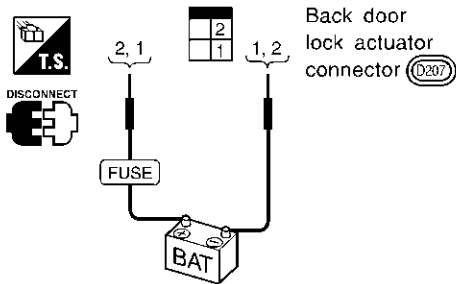 T.S.
DISCONNECT
2, 1
2
1
1, 2
Back door
lock actuator
connector D207
FUSE
BAT